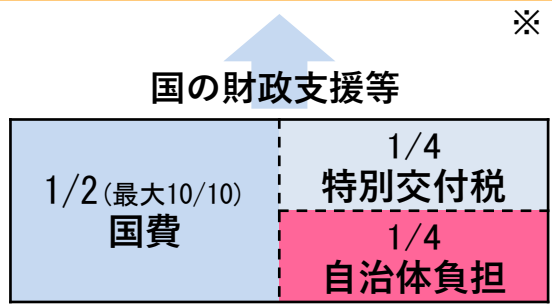 ※
国の財政支援等
1/2(最大10/10)
国費
1/4
特別交付税
1/4
自治体負担